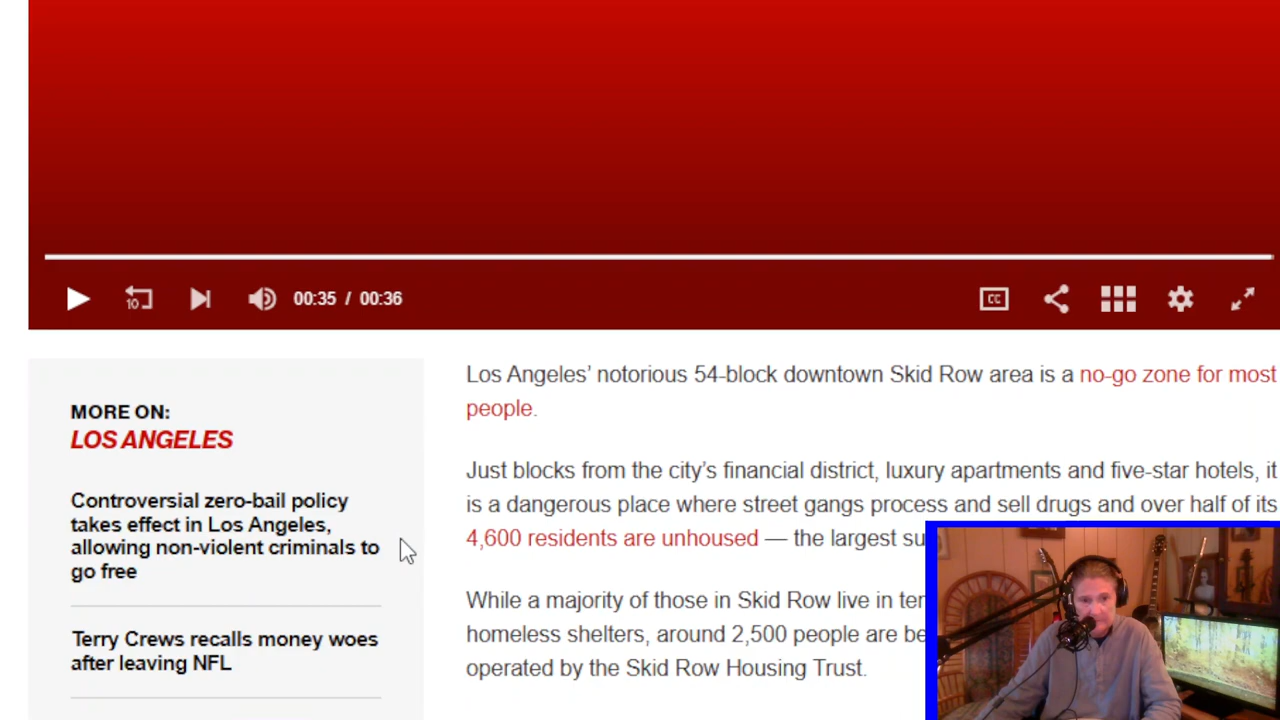 10
00:35 / 00:36
CC
MORE ON:
LOS ANGELES
Controversial zero-bail policy
takes effect in Los Angeles,
allowing non-violent criminals to
go free
Terry Crews recalls money woes
after leaving NFL
Los Angeles’ notorious 54-block downtown Skid Row area is a no-go zone for most
people.
Just blocks from the city’s financial district, luxury apartments and five-star hotels, it
is a dangerous place where street gangs process and sell drugs and over half of its
4,600 residents are unhoused — the largest
While a majority of those in Skid Row live in
homeless shelters, around 2,500 people are
operated by the Skid Row Housing Trust.